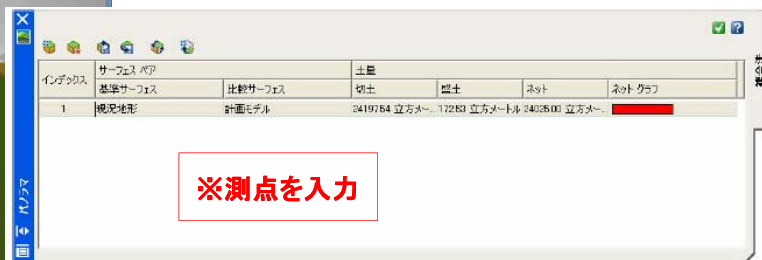 インデックス
サーフェス ペア
土量
基準サーフェス
比較サーフェス
切土
盛土
ネット
ネット グラフ
1
現況地形
計画モデル
24197.54 立方メー...
172.53 立方メートル
24025.00 立方メー...
※測点を入力
パノラマ